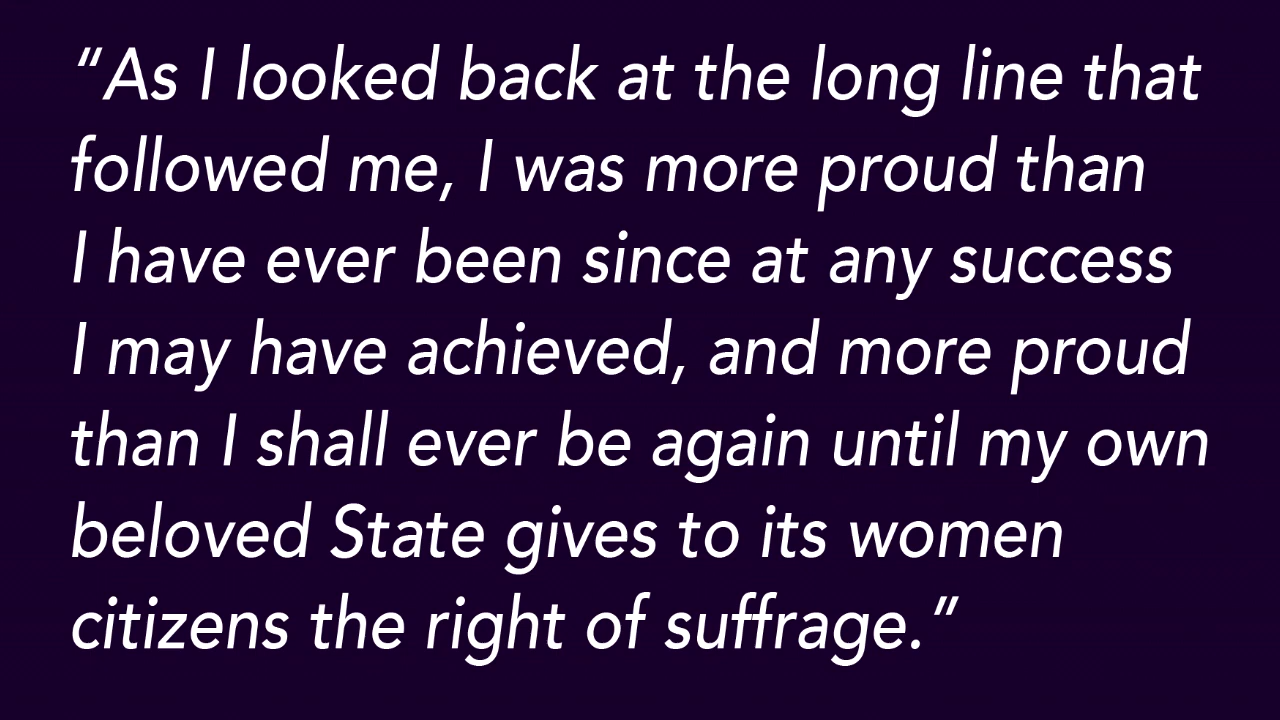 “As I looked back at the long line that
followed me, I was more proud than
I have ever been since at any success
I may have achieved, and more proud
than I shall ever be again until my own
beloved State gives to its women
citizens the right of suffrage.”